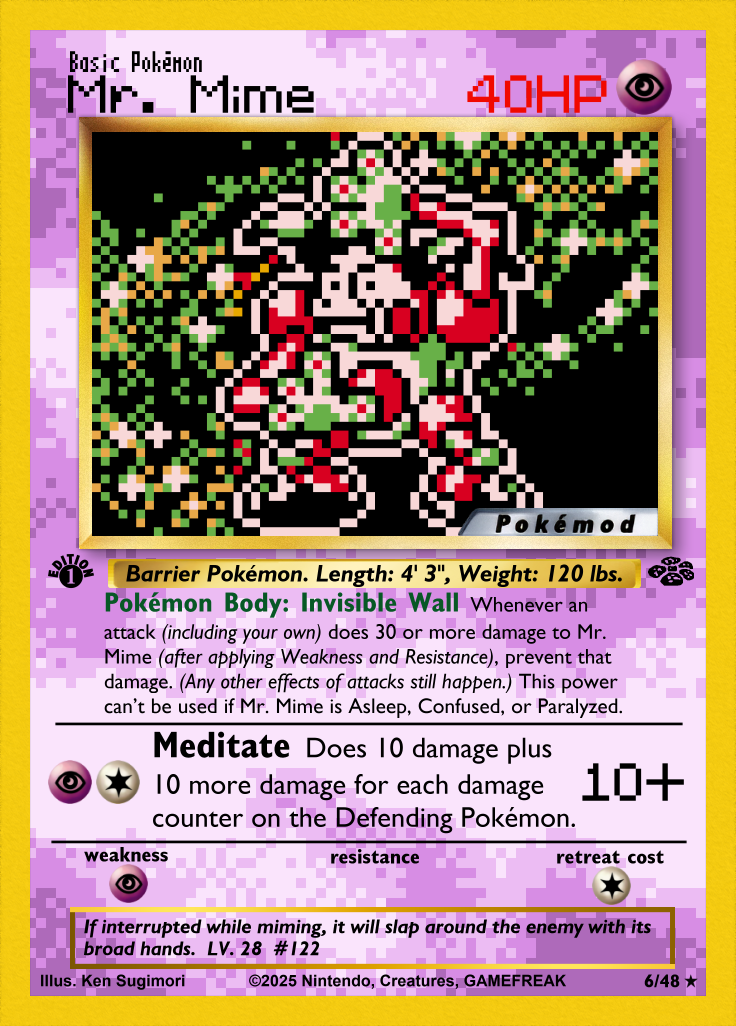 Basic Pokémon
Mr. Mime 40HP
Pokémod
EDITION
1
Barrier Pokémon. Length: 4' 3", Weight: 120 lbs.
Pokémon Body: Invisible Wall Whenever an
attack (including your own) does 30 or more damage to Mr.
Mime (after applying Weakness and Resistance), prevent that
damage. (Any other effects of attacks still happen.) This power
can't be used if Mr. Mime is Asleep, Confused, or Paralyzed.
Meditate Does 10 damage plus
10 more damage for each damage
counter on the Defending Pokémon.
10+
weakness resistance retreat cost
If interrupted while miming, it will slap around the enemy with its
broad hands. LV. 28 #122
Illus. Ken Sugimori ©2025 Nintendo, Creatures, GAMEFREAK 6/48 ★